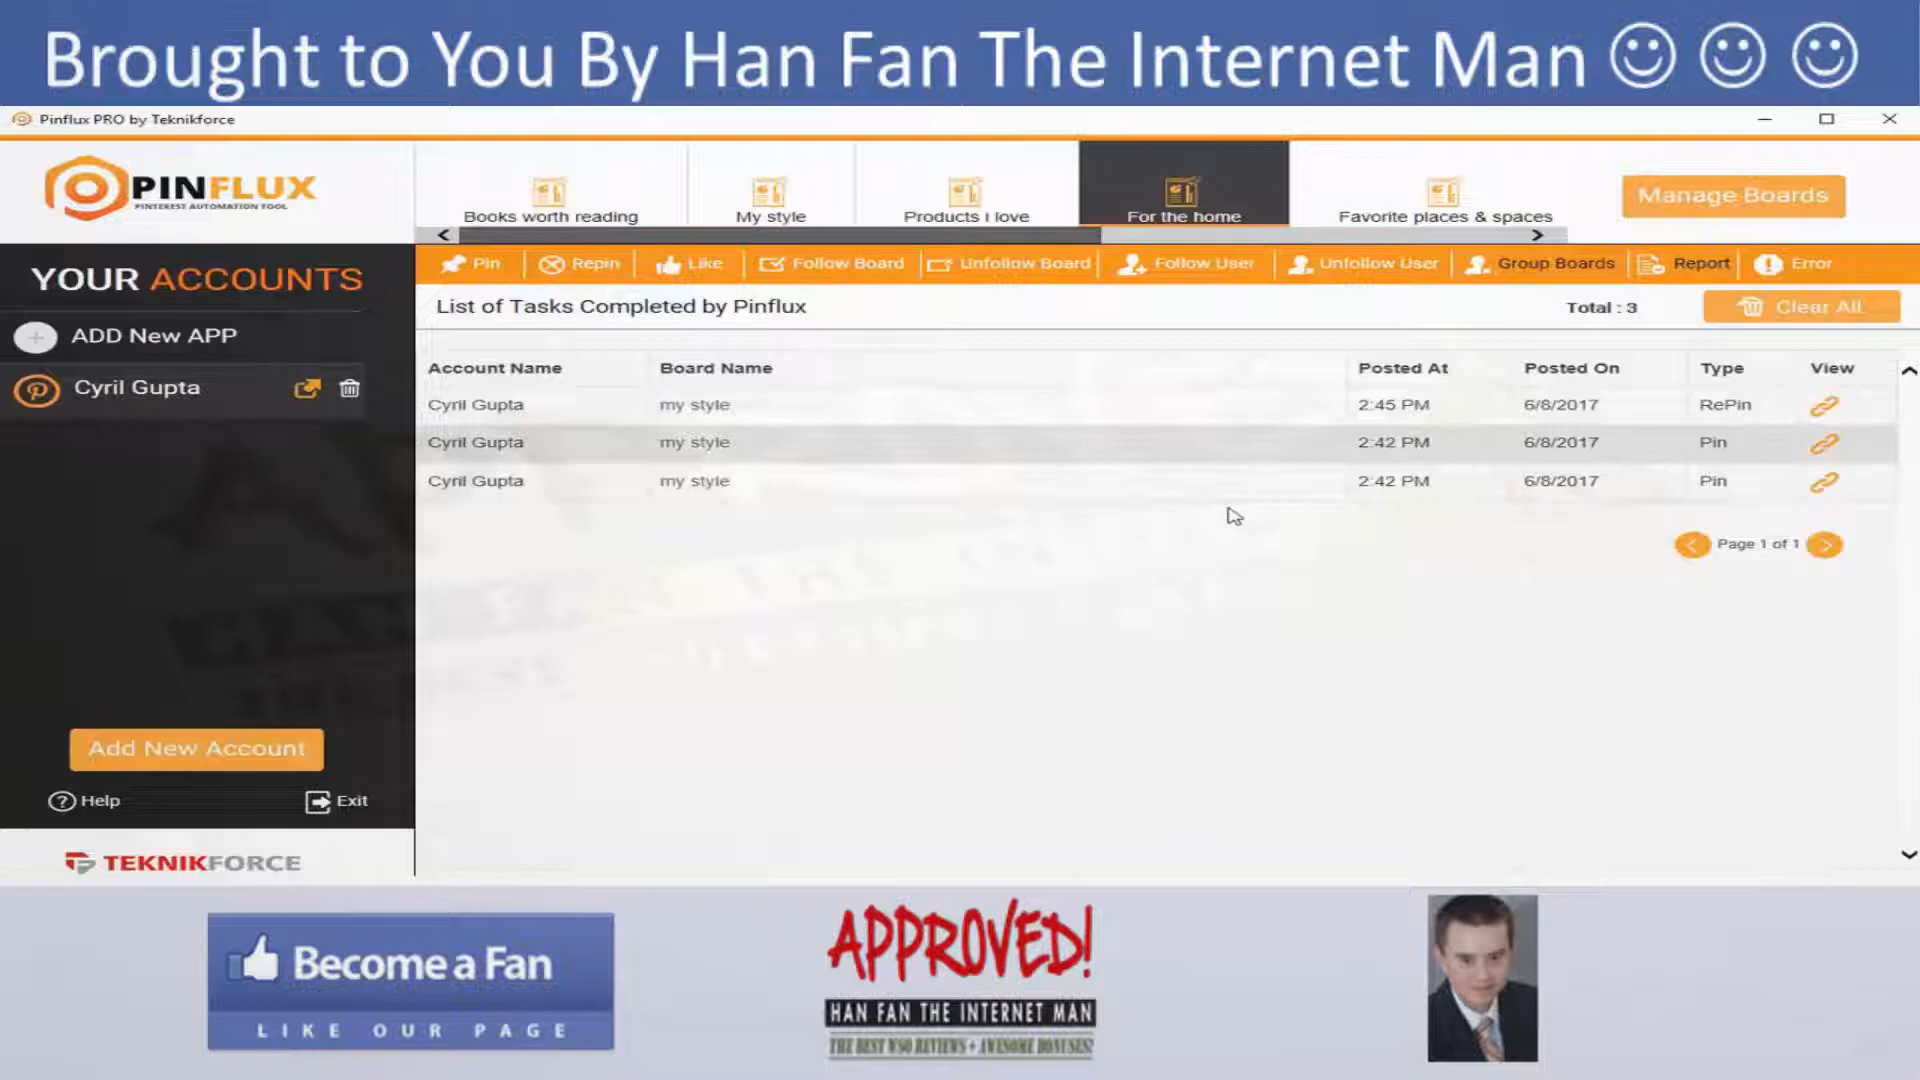 Brought to You By Han Fan The Internet Man
Pinflux PRO by Teknikforce
PINFLUX
PINTEREST AUTOMATION TOOL
Books worth reading
My style
Products i love
For the home
Favorite places & spaces
Manage Boards
YOUR ACCOUNTS
Pin
Repin
Like
Follow Board
Unfollow Board
Follow User
Unfollow User
Group Boards
Report
Error
List of Tasks Completed by Pinflux
Total : 3
Clear All
ADD New APP
Cyril Gupta
Account Name Board Name Posted At Posted On Type View
Cyril Gupta my style 2:45 PM 6/8/2017 RePin
Cyril Gupta my style 2:42 PM 6/8/2017 Pin
Cyril Gupta my style 2:42 PM 6/8/2017 Pin
Page 1 of 1
Add New Account
Help
Exit
TEKNIKFORCE
Become a Fan
LIKE OUR PAGE
APPROVED!
HAN FAN THE INTERNET MAN
THE BEST WSO REVIEWS + AWESOME BONUSES!